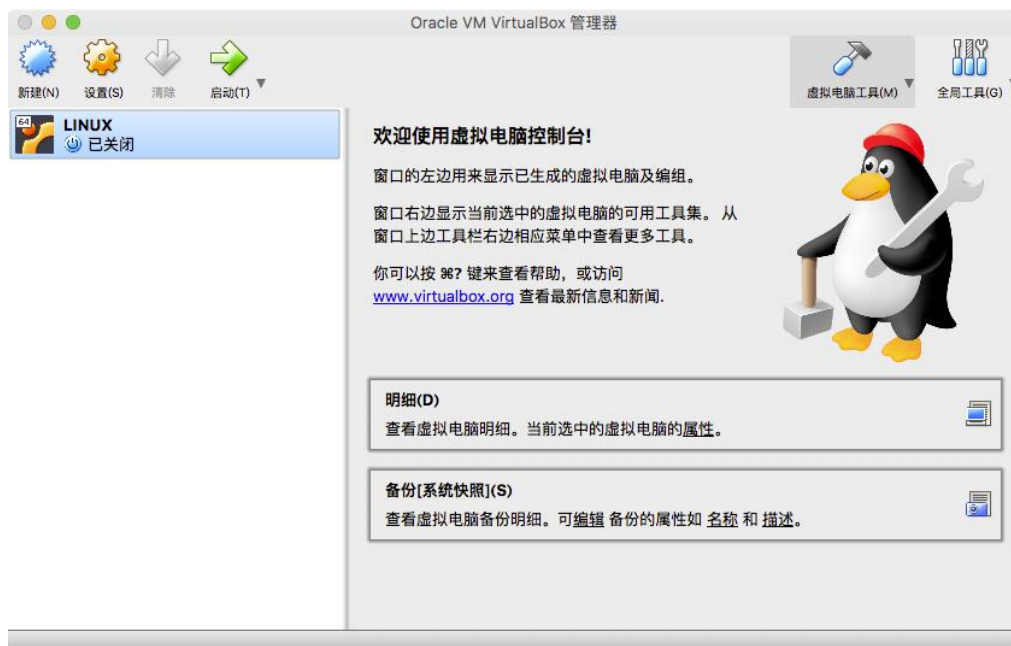 Oracle VM VirtualBox 管理器
新建(N)
设置(S)
清除
启动(T)
虚拟电脑工具(M)
全局工具(G)
64
LINUX
已关闭
欢迎使用虚拟电脑控制台!
窗口的左边用来显示已生成的虚拟电脑及编组。
窗口右边显示当前选中的虚拟电脑的可用工具集。 从
窗口上边工具栏右边相应菜单中查看更多工具。
你可以按 ⌘? 键来查看帮助，或访问
www.virtualbox.org 查看最新信息和新闻.
明细(D)
查看虚拟电脑明细。当前选中的虚拟电脑的属性。
备份[系统快照](S)
查看虚拟电脑备份明细。可编辑 备份的属性如 名称 和 描述。